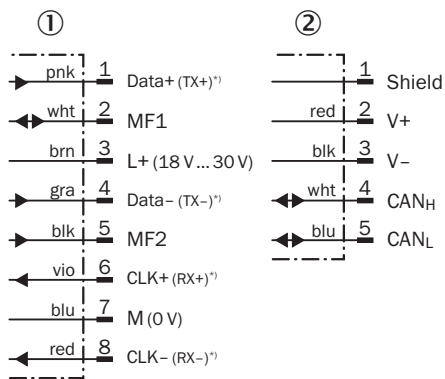 ①
pnk 1 Data+ (TX+)*)
wht 2 MF1
brn 3 L+ (18 V ... 30 V)
gra 4 Data– (TX–)*)
blk 5 MF2
vio 6 CLK+ (RX+)*)
blu 7 M (0 V)
red 8 CLK– (RX–)*)
②
1 Shield
red 2 V+
blk 3 V–
wht 4 CANH
blu 5 CANL